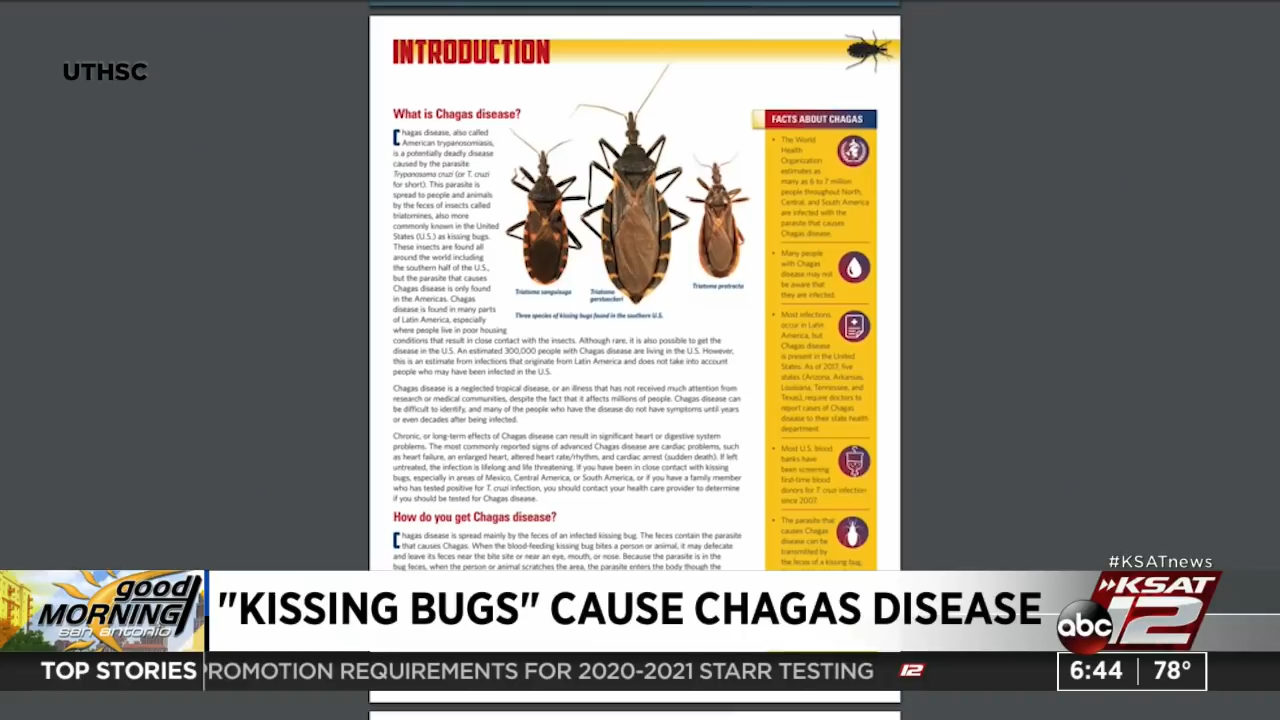 UTHSC
INTRODUCTION
What is Chagas disease?
Chagas disease, also called
American trypanosomiasis,
is a potentially deadly disease
caused by the parasite
Trypanosoma cruzi (or T. cruzi
for short). This parasite is
spread to people and animals
by the feces of insects called
triatomines, also more
commonly known in the United
States (U.S.) as kissing bugs.
These insects are found all
around the world including
the southern half of the U.S.,
but the parasite that causes
Chagas disease is only found
in the Americas. Chagas
disease is found in many parts
of Latin America, especially
where people live in poor housing
conditions that result in close contact with the insects. Although rare, it is also possible to get the
disease in the U.S. An estimated 300,000 people with Chagas disease are living in the U.S. However,
this is an estimate from infections that originate from Latin America and does not take into account
people who may have been infected in the U.S.
Triatoma sanguisuga
Triatoma
gerstaeckeri
Triatoma protracta
Three species of kissing bugs found in the southern U.S.
Chagas disease is a neglected tropical disease, or an illness that has not received much attention from
research or medical communities, despite the fact that it affects millions of people. Chagas disease can
be difficult to identify, and many of the people who have the disease do not have symptoms until years
or even decades after being infected.
Chronic, or long-term effects of Chagas disease can result in significant heart or digestive system
problems. The most commonly reported signs of advanced Chagas disease are cardiac problems, such
as heart failure, an enlarged heart, altered heart rate/rhythm, and cardiac arrest (sudden death). If left
untreated, the infection is lifelong and life threatening. If you have been in close contact with kissing
bugs, especially in areas of Mexico, Central America, or South America, or if you have a family member
who has tested positive for T. cruzi infection, you should contact your health care provider to determine
if you should be tested for Chagas disease.
How do you get Chagas disease?
Chagas disease is spread mainly by the feces of an infected kissing bug. The feces contain the parasite
that causes Chagas. When the blood-feeding kissing bug bites a person or animal, it may defecate
and leave its feces near the bite site or near an eye, mouth, or nose. Because the parasite is in the
bug feces, when the person or animal scratches the area, the parasite enters the body though the
FACTS ABOUT CHAGAS
• The World
Health
Organization
estimates as
many as 6 to 7 million
people throughout North,
Central, and South America
are infected with the
parasite that causes
Chagas disease.
• Many people
with Chagas
disease may not
be aware that
they are infected.
• Most infections
occur in Latin
America, but
Chagas disease
is present in the United
States. As of 2017, five
states (Arizona, Arkansas,
Louisiana, Tennessee, and
Texas), require doctors to
report cases of Chagas
disease to their state health
department.
• Most U.S. blood
banks have
been screening
first-time blood
donors for T. cruzi infection
since 2007.
• The parasite that
causes Chagas
disease can be
transmitted by
the feces of a kissing bug,
#KSATnews
good
MORNING
san antonio
"KISSING BUGS" CAUSE CHAGAS DISEASE
abc
KSAT
12
TOP STORIES
PROMOTION REQUIREMENTS FOR 2020-2021 STARR TESTING
12
6:44
78°